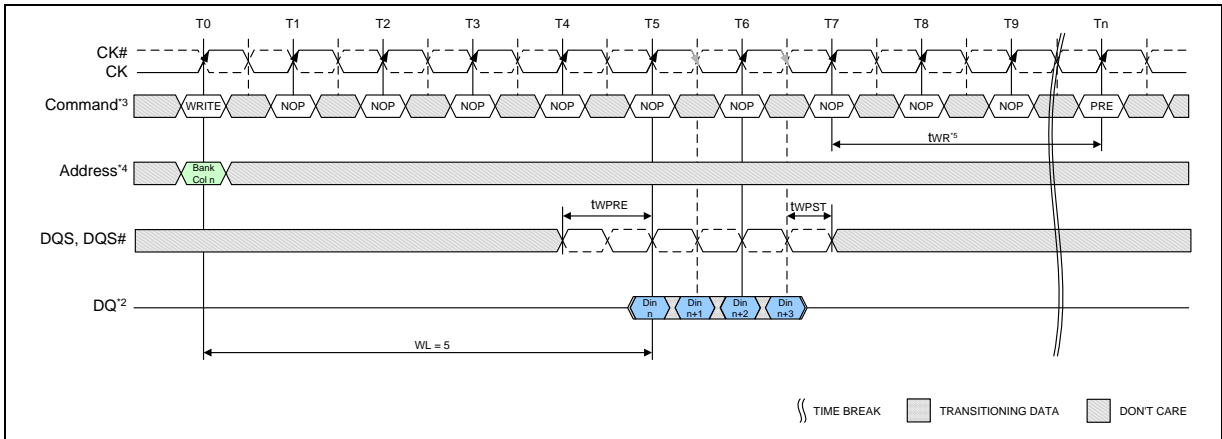 T0 T1 T2 T3 T4 T5 T6 T7 T8 T9 Tn
CK#
CK
Command*3 WRITE NOP NOP NOP NOP NOP NOP NOP NOP NOP PRE
tWR*5
Address*4 Bank
Col n
tWPRE tWPST
DQS, DQS#
DQ*2 Din
n Din
n+1 Din
n+2 Din
n+3
WL = 5
TIME BREAK TRANSITIONING DATA DON'T CARE